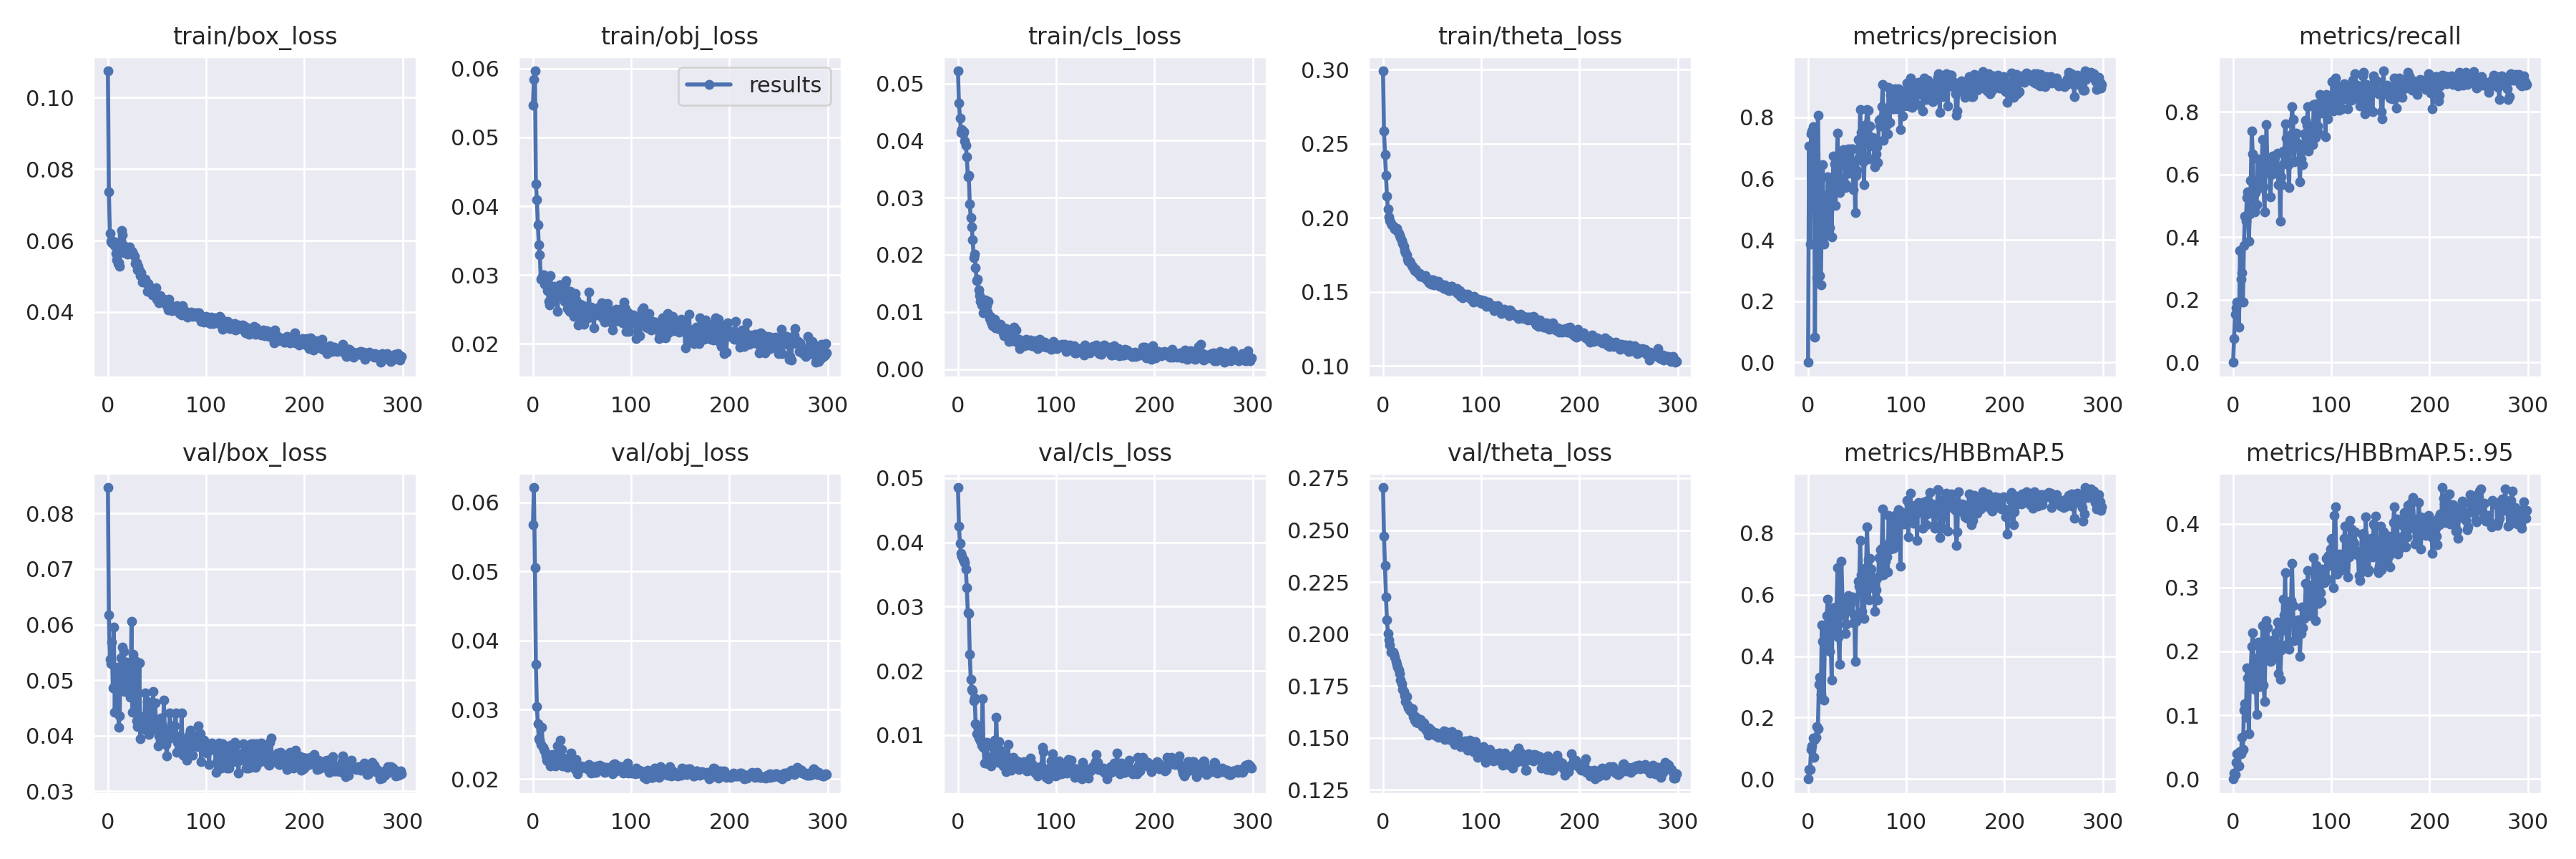 train/box_loss
0.10
0.08
0.06
0.04
0 100 200 300
train/obj_loss
results
0.06
0.05
0.04
0.03
0.02
0 100 200 300
train/cls_loss
0.05
0.04
0.03
0.02
0.01
0.00
0 100 200 300
train/theta_loss
0.30
0.25
0.20
0.15
0.10
0 100 200 300
metrics/precision
0.8
0.6
0.4
0.2
0.0
0 100 200 300
metrics/recall
0.8
0.6
0.4
0.2
0.0
0 100 200 300
val/box_loss
0.08
0.07
0.06
0.05
0.04
0.03
0 100 200 300
val/obj_loss
0.06
0.05
0.04
0.03
0.02
0 100 200 300
val/cls_loss
0.05
0.04
0.03
0.02
0.01
0 100 200 300
val/theta_loss
0.275
0.250
0.225
0.200
0.175
0.150
0.125
0 100 200 300
metrics/HBBmAP.5
0.8
0.6
0.4
0.2
0.0
0 100 200 300
metrics/HBBmAP.5:.95
0.4
0.3
0.2
0.1
0.0
0 100 200 300